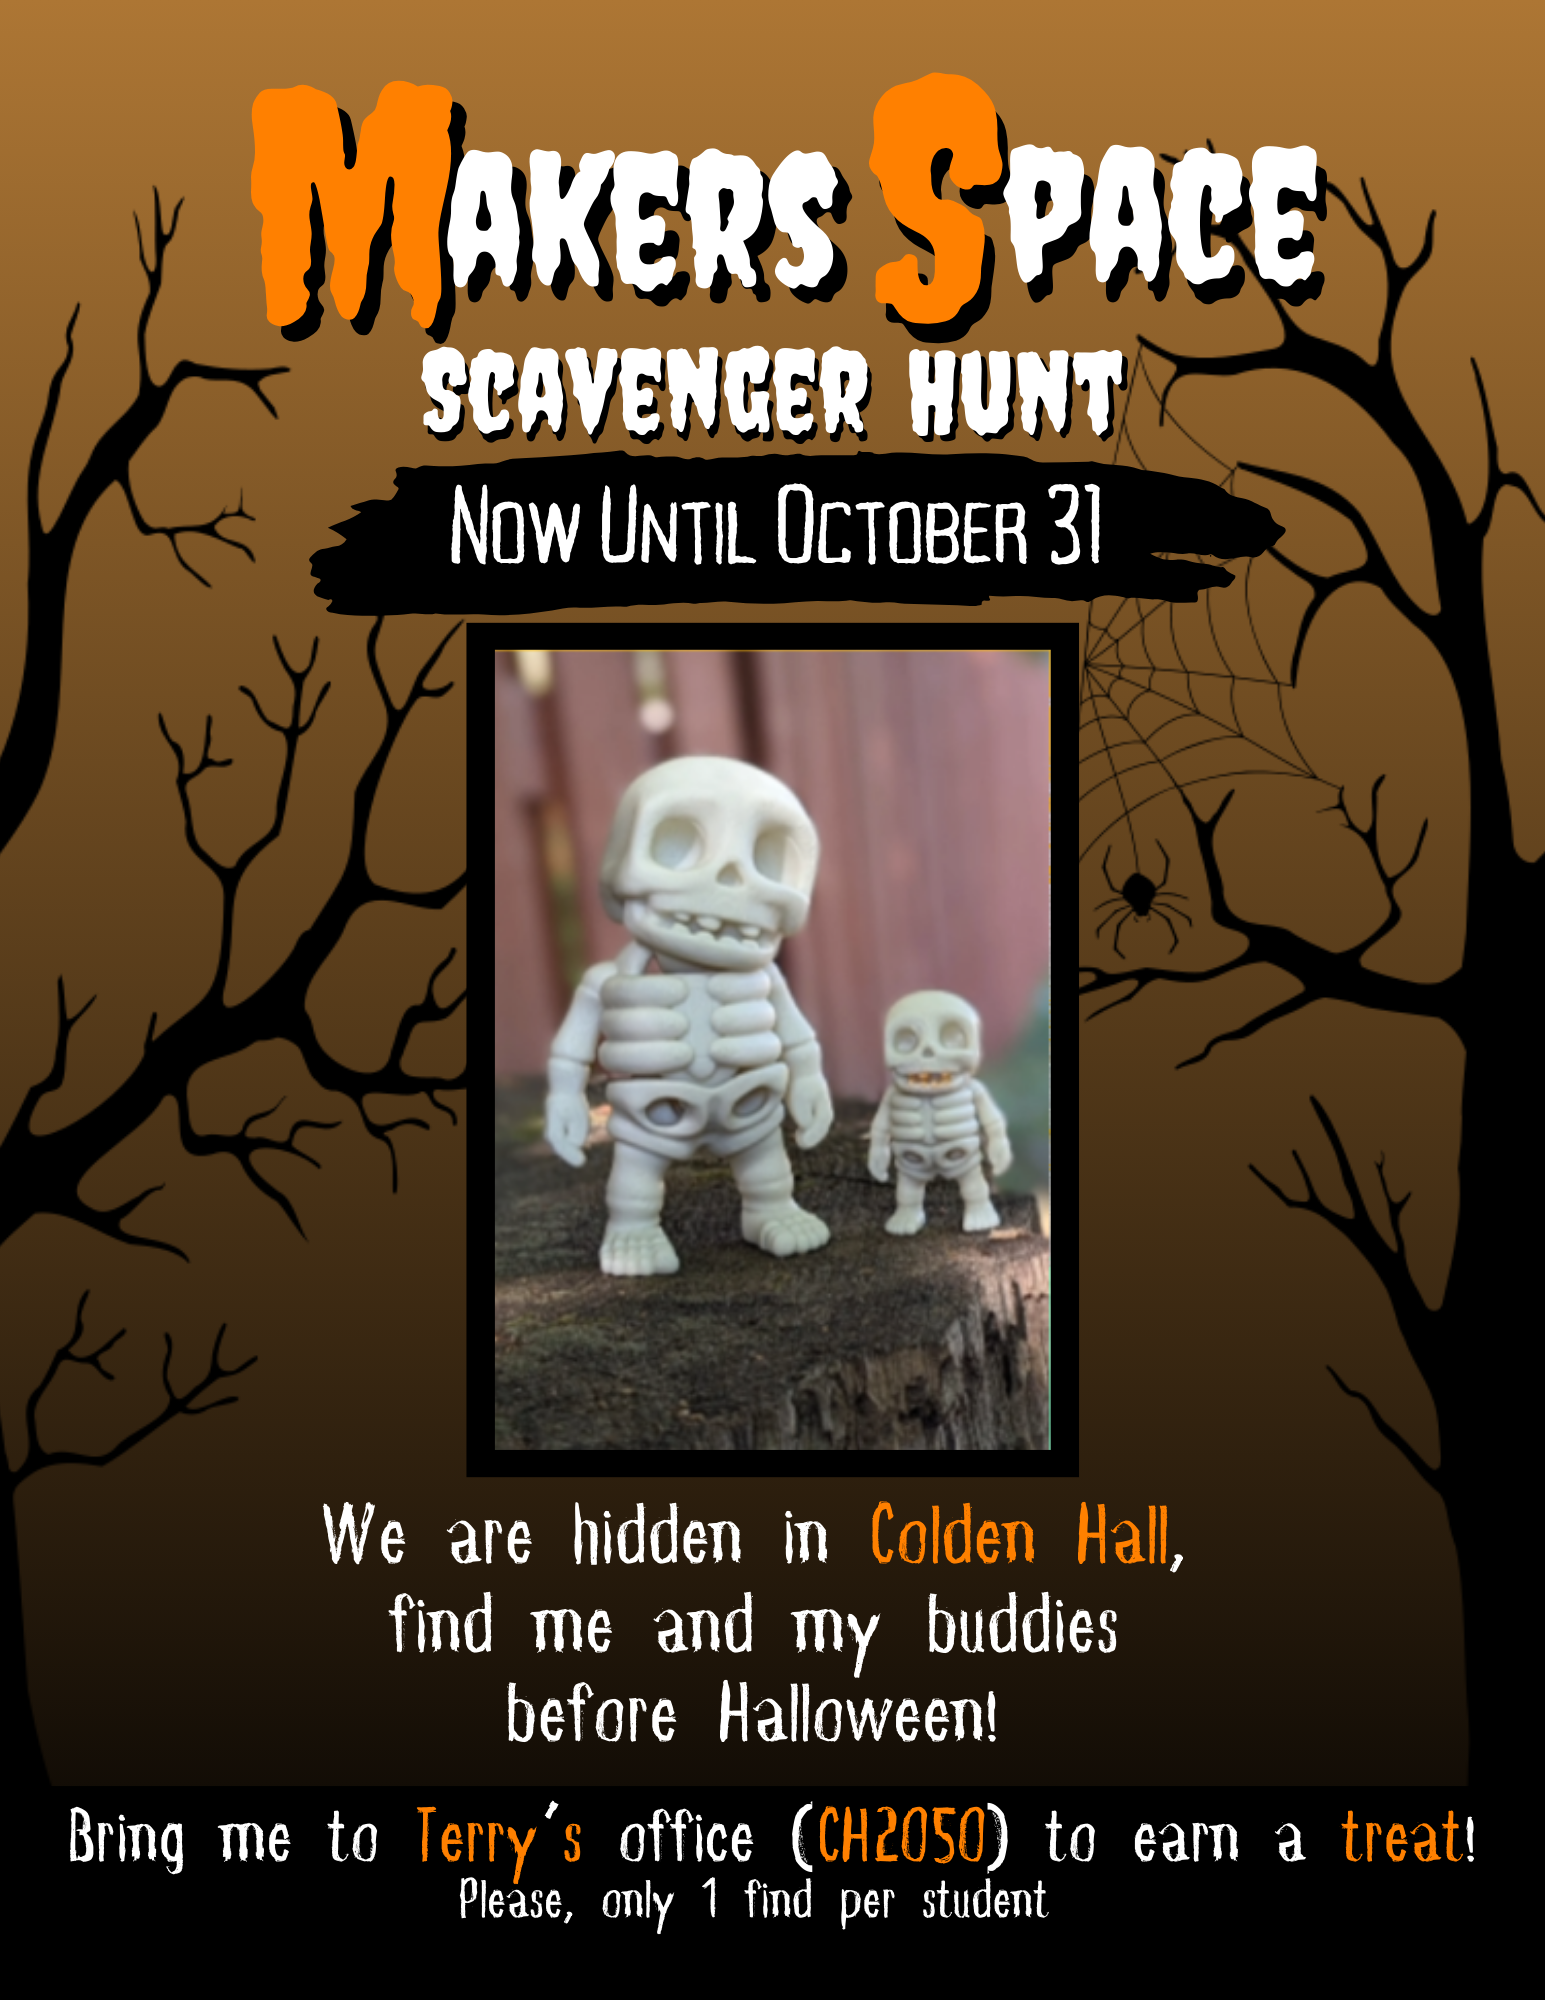 Makers Space
Scavenger Hunt
Now Until October 31
We are hidden in Colden Hall,
find me and my buddies
before Halloween!
Bring me to Terry's office (CH2050) to earn a treat!
Please, only 1 find per student